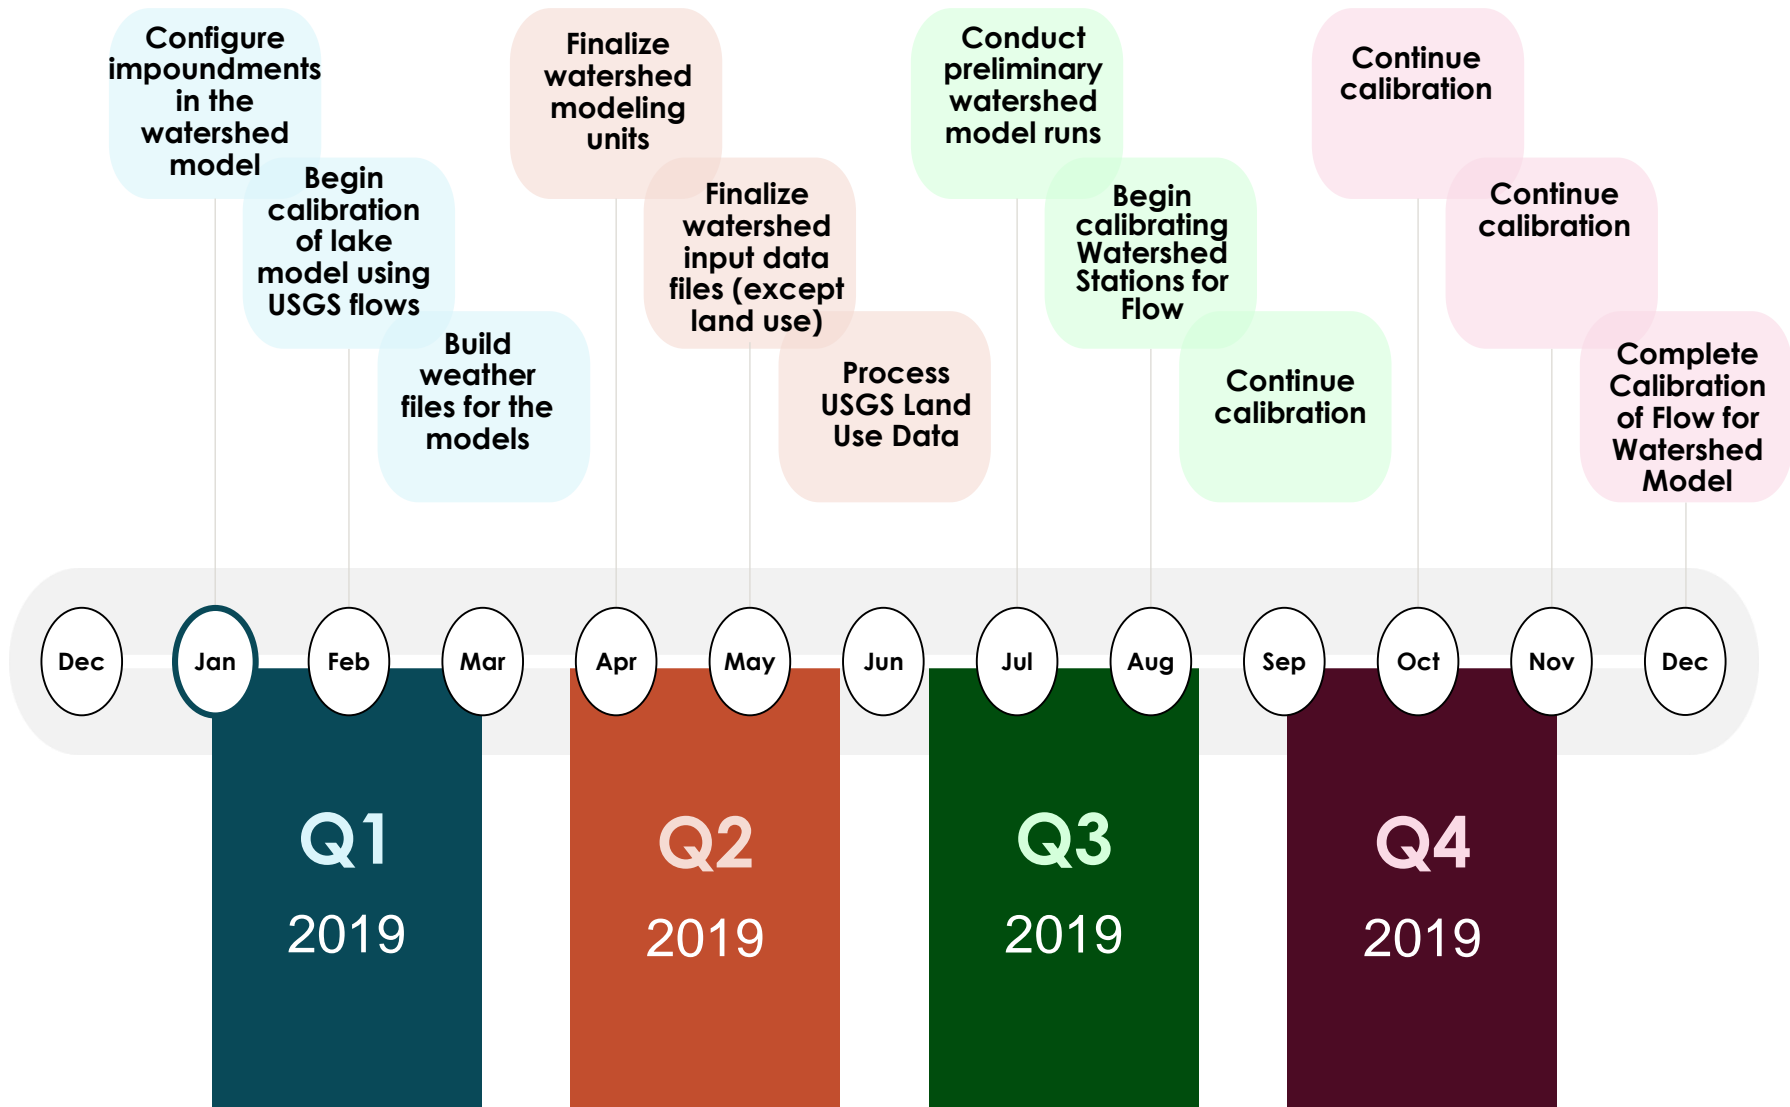 Configure
impoundments
in the
watershed
model
Begin
calibration
of lake
model using
USGS flows
Build
weather
files for the
models
Finalize
watershed
modeling
units
Finalize
watershed
input data
files (except
land use)
Process
USGS Land
Use Data
Conduct
preliminary
watershed
model runs
Begin
calibrating
Watershed
Stations for
Flow
Continue
calibration
Continue
calibration
Continue
calibration
Complete
Calibration
of Flow for
Watershed
Model
Dec
Jan
Feb
Mar
Apr
May
Jun
Jul
Aug
Sep
Oct
Nov
Dec
Q1
2019
Q2
2019
Q3
2019
Q4
2019